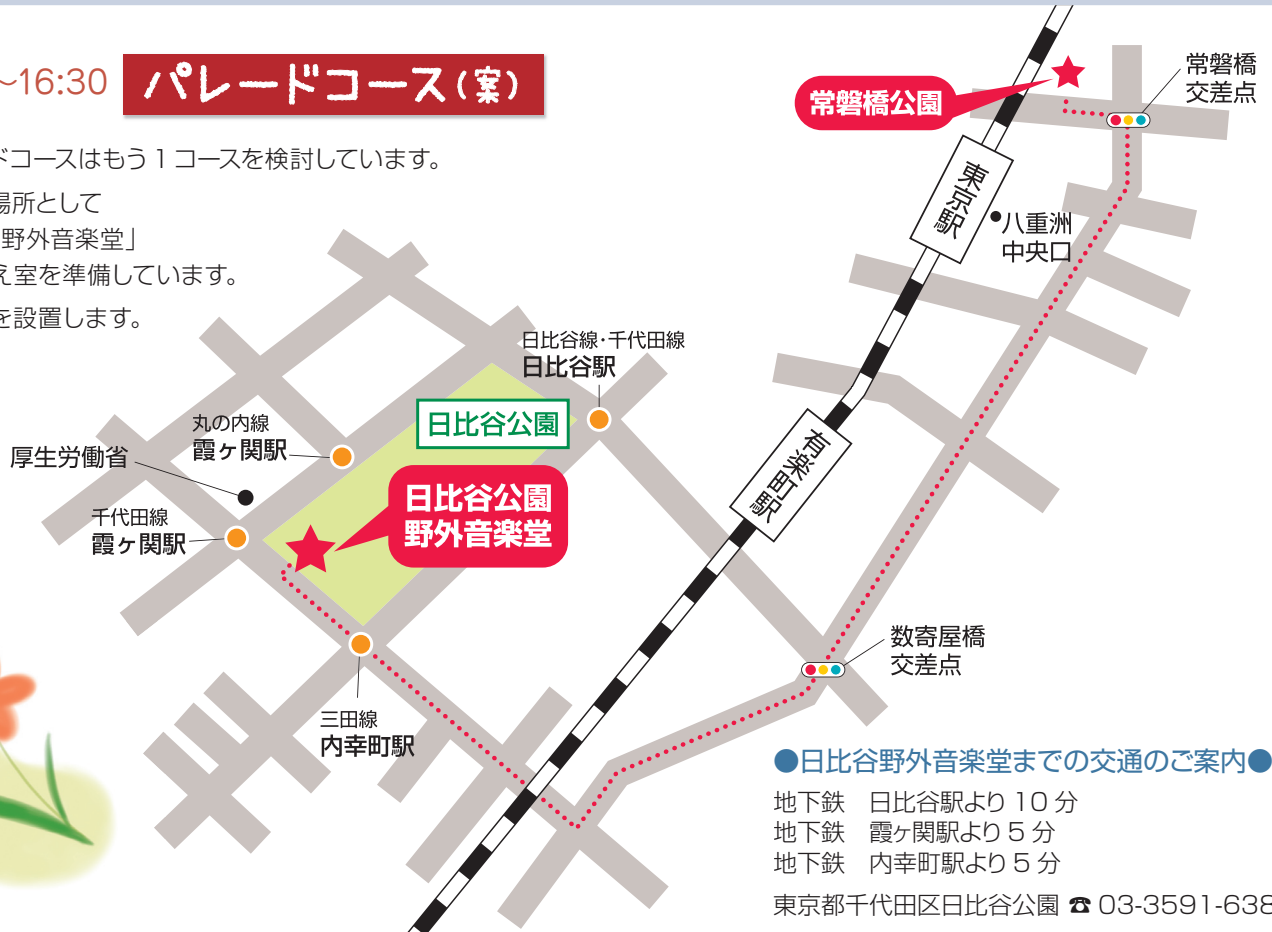 ～16:30
パレードコース(案)
ドコースはもう1コースを検討しています。
場所として
野外音楽堂」
え室を準備しています。
を設置します。
常磐橋公園
常磐橋
交差点
東京駅
八重洲
中央口
日比谷線･千代田線
日比谷駅
丸の内線
霞ヶ関駅
日比谷公園
厚生労働省
有楽町駅
日比谷公園
野外音楽堂
千代田線
霞ヶ関駅
数寄屋橋
交差点
三田線
内幸町駅
●日比谷野外音楽堂までの交通のご案内●
地下鉄　日比谷駅より 10 分
地下鉄　霞ヶ関駅より 5 分
地下鉄　内幸町駅より 5 分
東京都千代田区日比谷公園 ☎ 03-3591-638